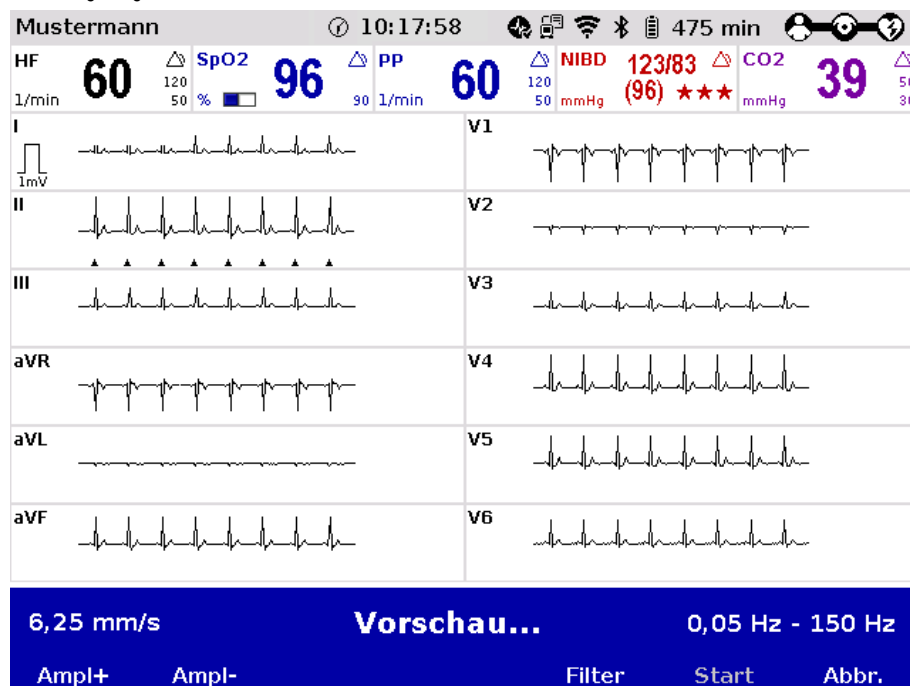 Mustermann 10:17:58 475 min
HF 60 120 50 1/min
SpO2 96 90 %
PP 60 120 50 1/min
NIBD 123/83 (96) ★★★ mmHg
CO2 39 mmHg
I V1
1mV
II V2
III V3
aVR V4
aVL V5
aVF V6
6,25 mm/s Vorschau... 0,05 Hz - 150 Hz
Ampl+ Ampl- Filter Start Abbr.